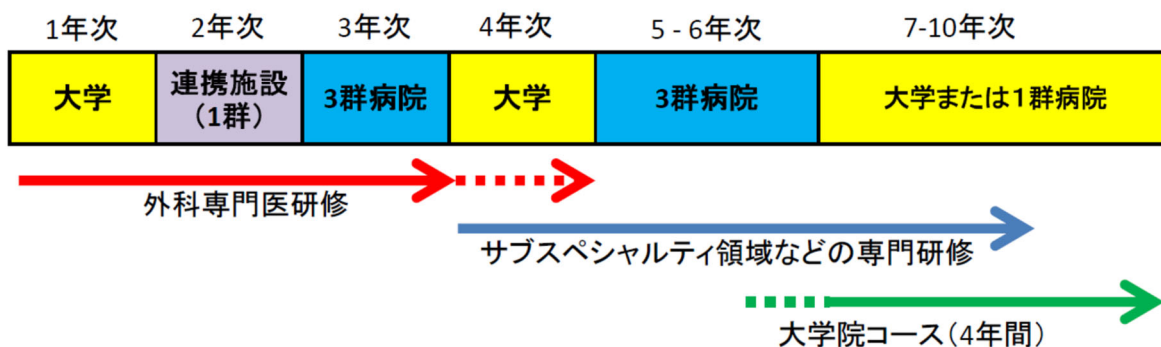 1年次 2年次 3年次 4年次 5 - 6年次 7-10年次
大学 連携施設 3群病院 大学 3群病院 大学または1群病院
(1群)
外科専門医研修
サブスペシャルティ領域などの専門研修
大学院コース(4年間)